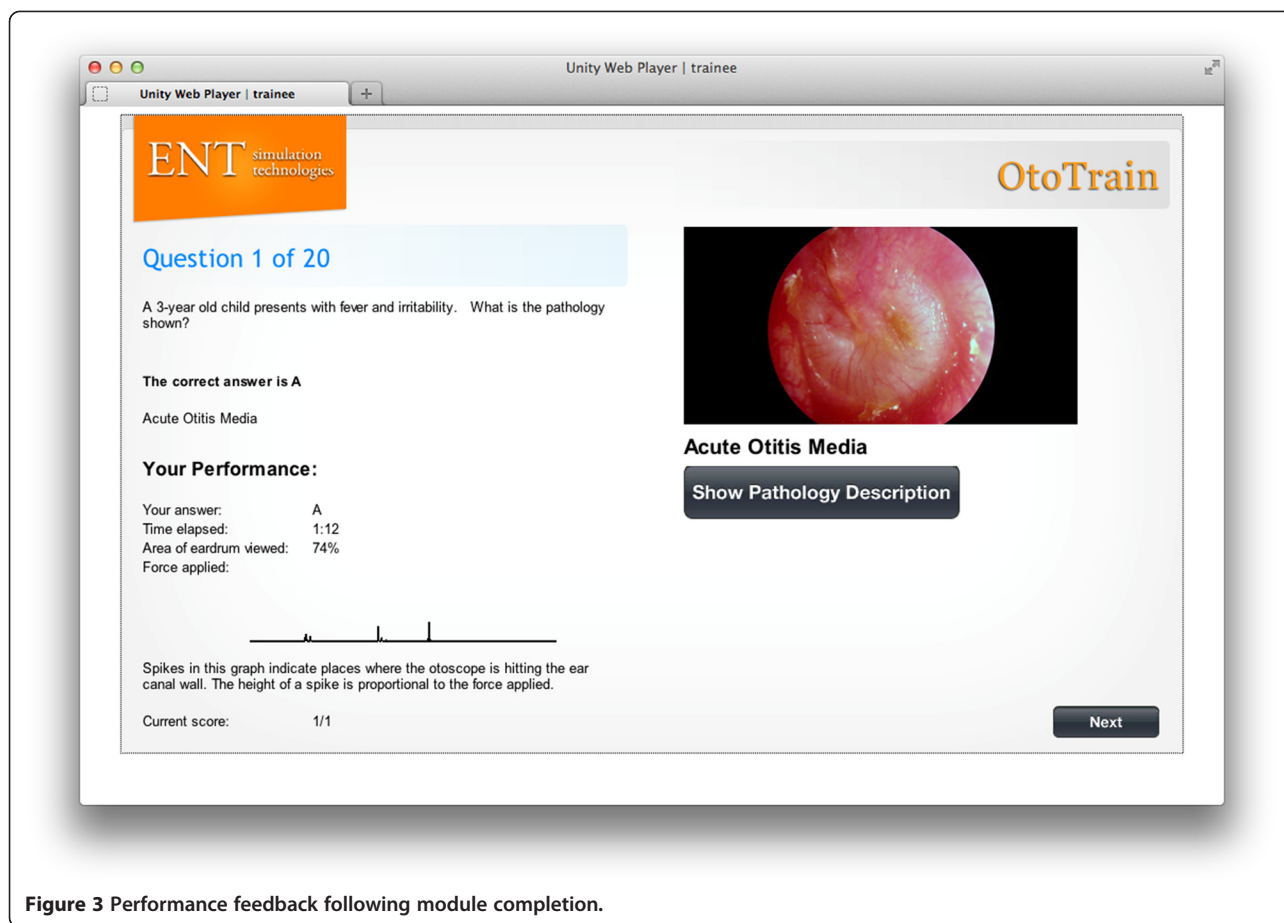 Unity Web Player | trainee
Unity Web Player | trainee
ENT simulation
technologies
OtoTrain
Question 1 of 20
A 3-year old child presents with fever and irritability. What is the pathology
shown?
The correct answer is A
Acute Otitis Media
Your Performance:
Your answer: A
Time elapsed: 1:12
Area of eardrum viewed: 74%
Force applied:
Spikes in this graph indicate places where the otoscope is hitting the ear
canal wall. The height of a spike is proportional to the force applied.
Current score: 1/1
Acute Otitis Media
Show Pathology Description
Next
Figure 3 Performance feedback following module completion.